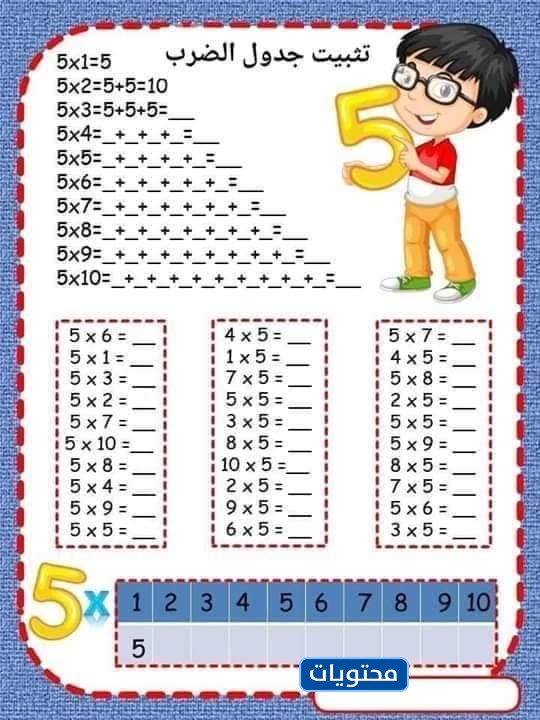 تثبيت جدول الضرب
5x1=5
5x2=5+5=10
5x3=5+5+5=__
5x4=_+_+_+_=__
5x5=_+_+_+_+_=__
5x6=_+_+_+_+_+_=__
5x7=_+_+_+_+_+_+_=__
5x8=_+_+_+_+_+_+_+_=__
5x9=_+_+_+_+_+_+_+_+_=__
5x10=_+_+_+_+_+_+_+_+_+_=__
5
5 x 6 = __
5 x 1 = __
5 x 3 = __
5 x 2 = __
5 x 7 = __
5 x 10 =__
5 x 8 = __
5 x 4 = __
5 x 9 = __
5 x 5 = __
4 x 5 = __
1 x 5 = __
7 x 5 = __
5 x 5 = __
3 x 5 = __
8 x 5 = __
10 x 5 =__
2 x 5 = __
9 x 5 = __
6 x 5 = __
5 x 7 = __
4 x 5 = __
5 x 8 = __
2 x 5 = __
5 x 5 = __
5 x 9 = __
8 x 5 = __
7 x 5 = __
5 x 6 = __
3 x 5 = __
5x 1 2 3 4 5 6 7 8 9 10
5
محتويات